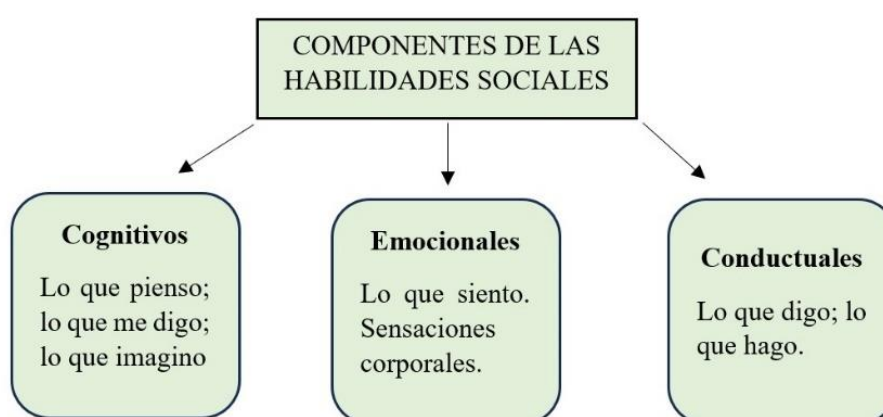 COMPONENTES DE LAS
HABILIDADES SOCIALES
Cognitivos
Lo que pienso;
lo que me digo;
lo que imagino
Emocionales
Lo que siento.
Sensaciones
corporales.
Conductuales
Lo que digo; lo
que hago.